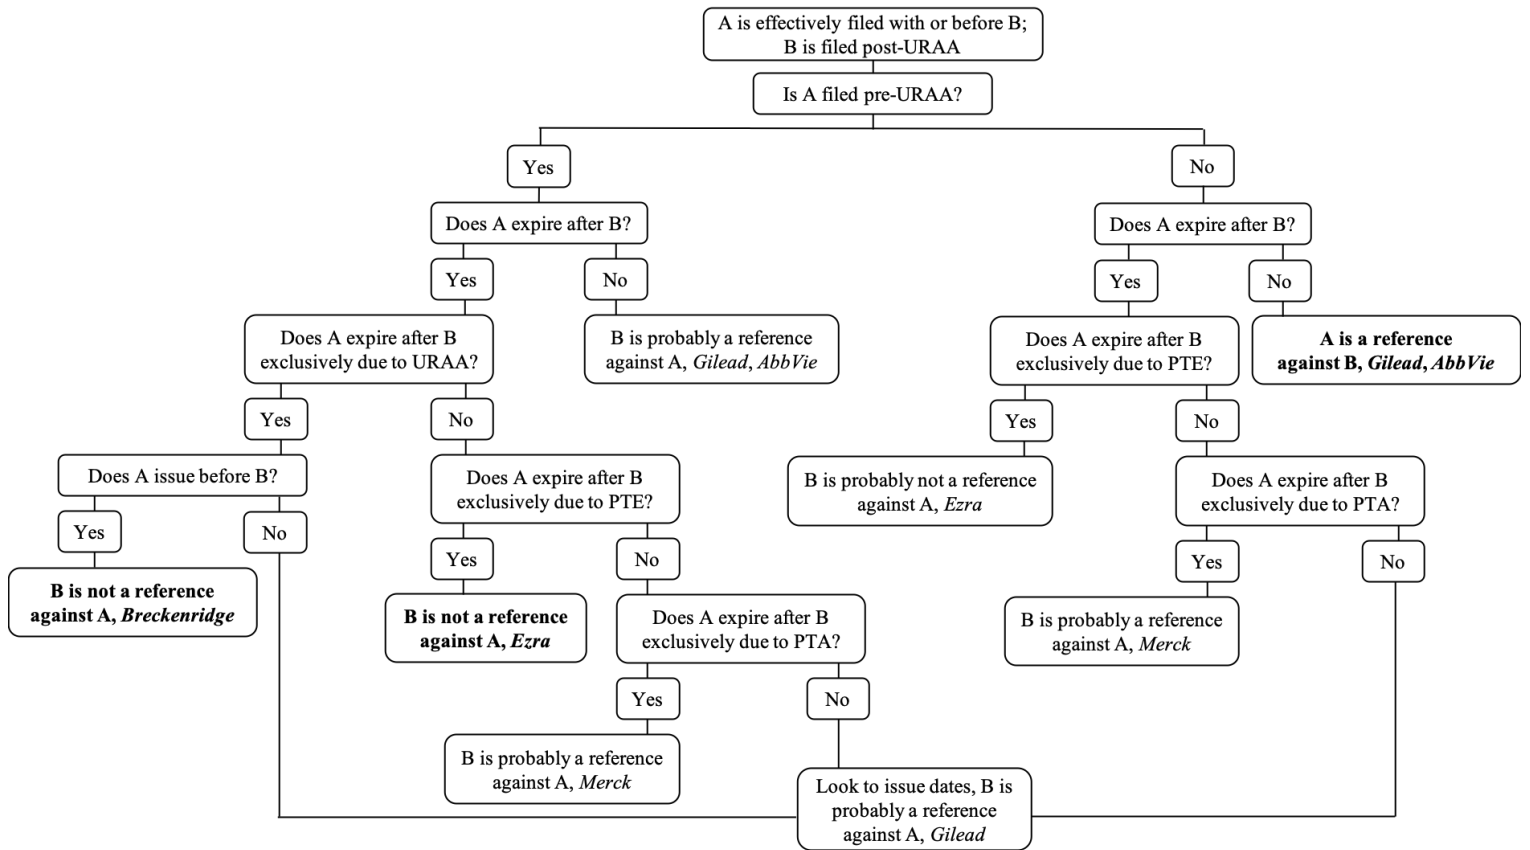 A is effectively filed with or before B;
B is filed post-URAA
Is A filed pre-URAA?
Yes
No
Does A expire after B?
Does A expire after B?
Yes
No
Yes
No
Does A expire after B
exclusively due to URAA?
B is probably a reference
against A, Gilead, AbbVie
Does A expire after B
exclusively due to PTE?
A is a reference
against B, Gilead, AbbVie
Yes
No
Yes
No
Does A issue before B?
Does A expire after B
exclusively due to PTE?
B is probably not a reference
against A, Ezra
Does A expire after B
exclusively due to PTA?
Yes
No
Yes
No
Yes
No
B is not a reference
against A, Breckenridge
B is not a reference
against A, Ezra
Does A expire after B
exclusively due to PTA?
B is probably a reference
against A, Merck
Yes
No
B is probably a reference
against A, Merck
Look to issue dates, B is
probably a reference
against A, Gilead